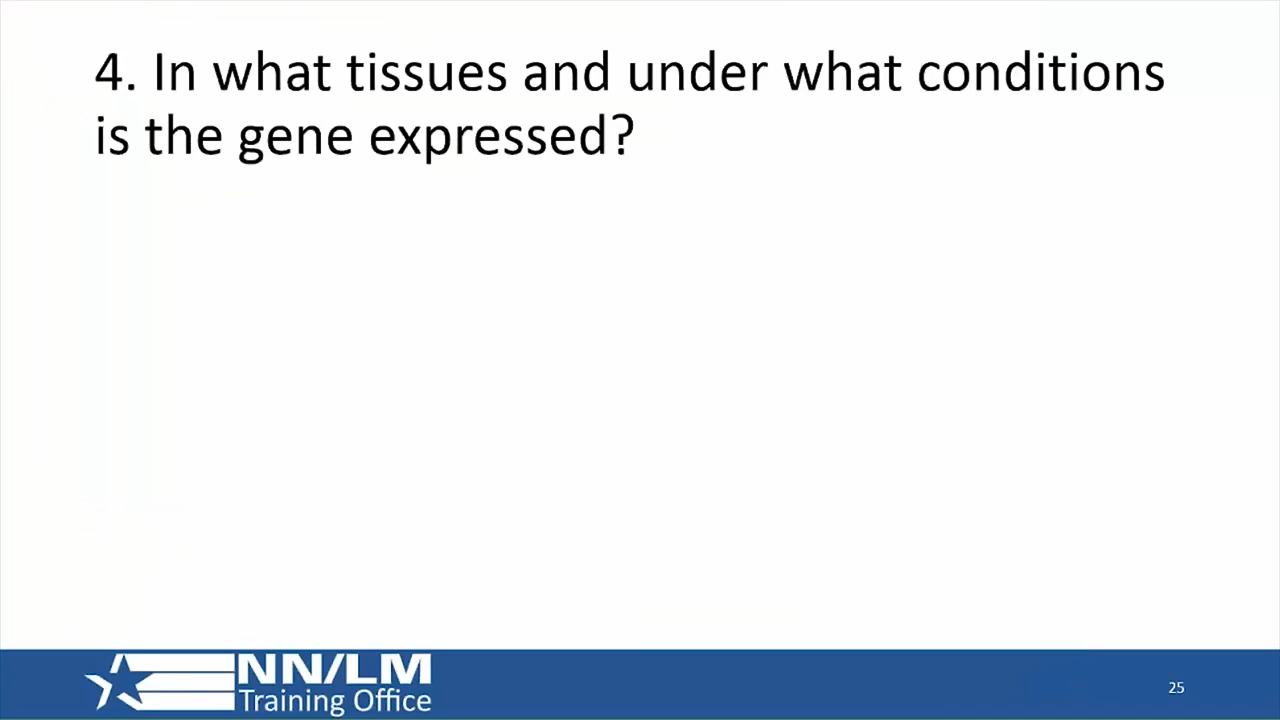 4. In what tissues and under what conditions
is the gene expressed?
NN/LM
Training Office
25